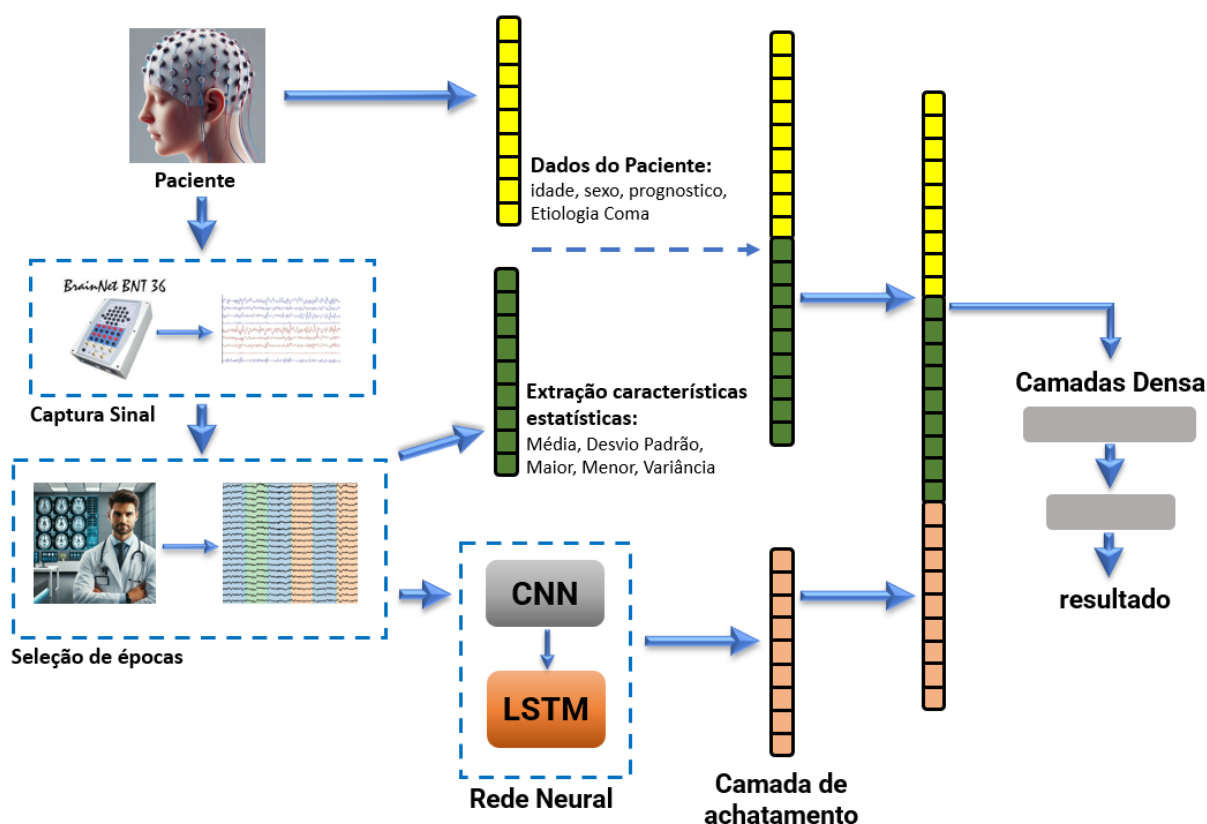 Paciente
Dados do Paciente:
idade, sexo, prognostico,
Etiologia Coma
BrainNet BNT 36
Captura Sinal
Extração característícas
estatísticas:
Média, Desvio Padrão,
Maior, Menor, Variância
Camadas Densa
resultado
Seleção de épocas
CNN
LSTM
Rede Neural
Camada de
achatamento